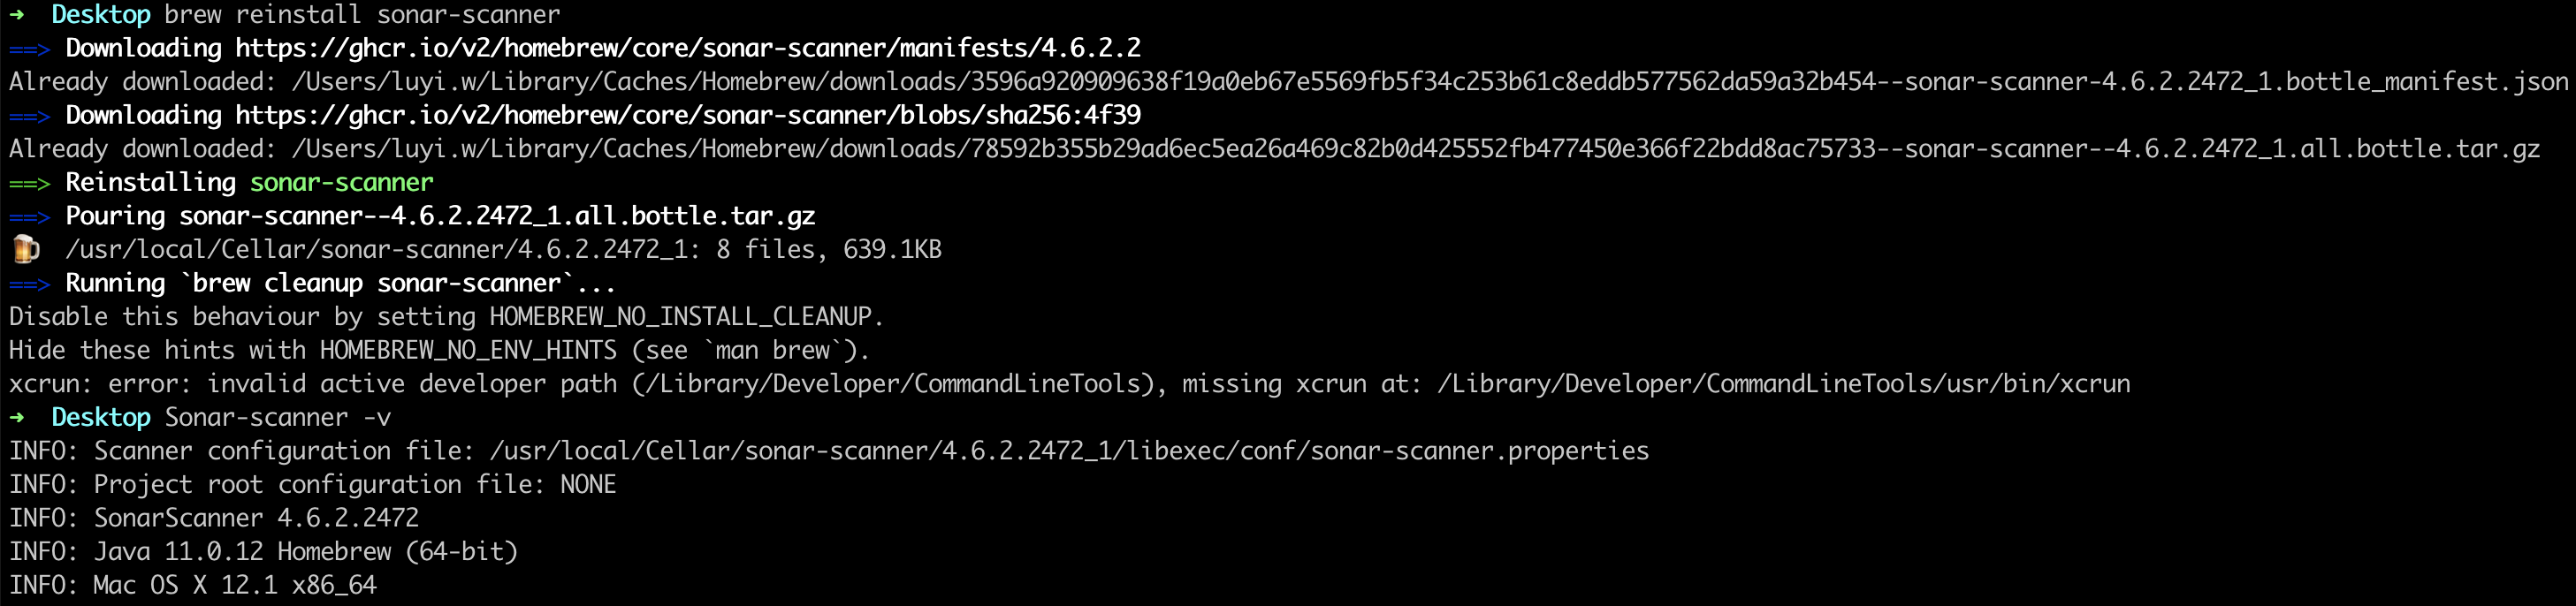 → Desktop brew reinstall sonar-scanner
==> Downloading https://ghcr.io/v2/homebrew/core/sonar-scanner/manifests/4.6.2.2
Already downloaded: /Users/luyi.w/Library/Caches/Homebrew/downloads/3596a920909638f19a0eb67e5569fb5f34c253b61c8eddb577562da59a32b454--sonar-scanner-4.6.2.2472_1.bottle_manifest.json
==> Downloading https://ghcr.io/v2/homebrew/core/sonar-scanner/blobs/sha256:4f39
Already downloaded: /Users/luyi.w/Library/Caches/Homebrew/downloads/78592b355b29ad6ec5ea26a469c82b0d425552fb477450e366f22bdd8ac75733--sonar-scanner--4.6.2.2472_1.all.bottle.tar.gz
==> Reinstalling sonar-scanner
==> Pouring sonar-scanner--4.6.2.2472_1.all.bottle.tar.gz
🍺 /usr/local/Cellar/sonar-scanner/4.6.2.2472_1: 8 files, 639.1KB
==> Running `brew cleanup sonar-scanner`...
Disable this behaviour by setting HOMEBREW_NO_INSTALL_CLEANUP.
Hide these hints with HOMEBREW_NO_ENV_HINTS (see `man brew`).
xcrun: error: invalid active developer path (/Library/Developer/CommandLineTools), missing xcrun at: /Library/Developer/CommandLineTools/usr/bin/xcrun
→ Desktop Sonar-scanner -v
INFO: Scanner configuration file: /usr/local/Cellar/sonar-scanner/4.6.2.2472_1/libexec/conf/sonar-scanner.properties
INFO: Project root configuration file: NONE
INFO: SonarScanner 4.6.2.2472
INFO: Java 11.0.12 Homebrew (64-bit)
INFO: Mac OS X 12.1 x86_64